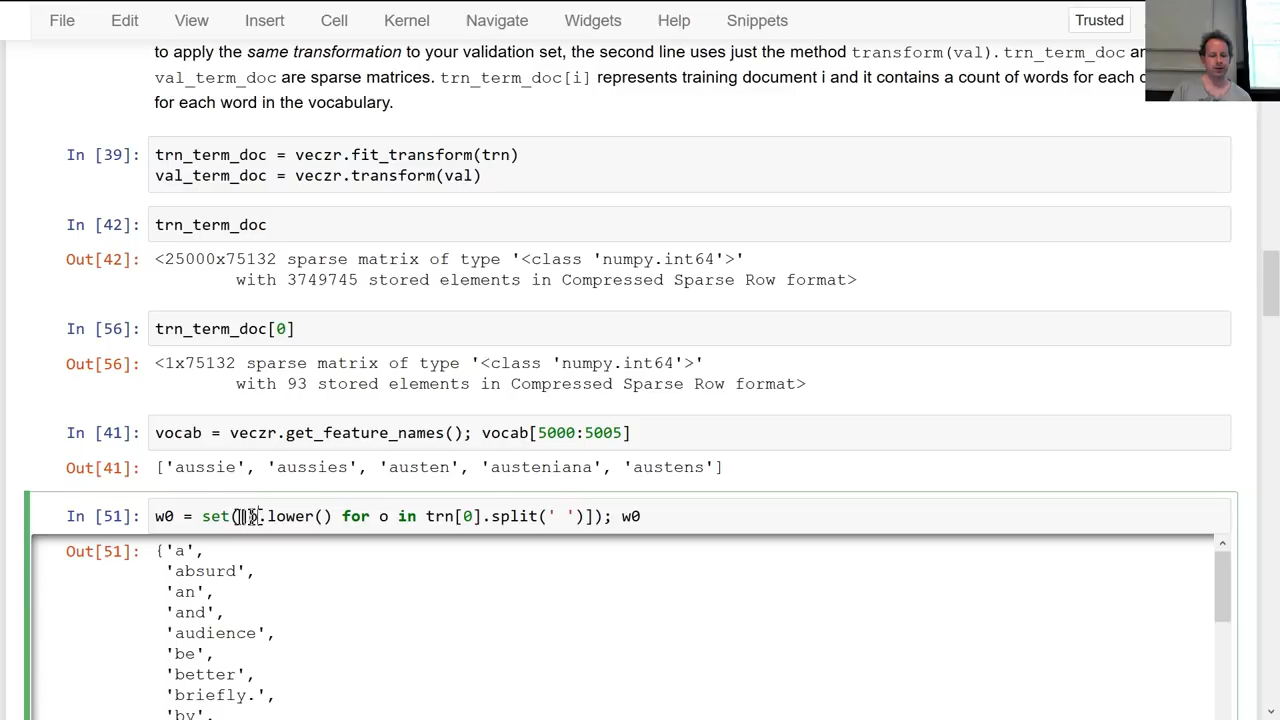 File Edit View Insert Cell Kernel Navigate Widgets Help Snippets Trusted
to apply the same transformation to your validation set, the second line uses just the method transform(val). trn_term_doc
val_term_doc are sparse matrices. trn_term_doc[i] represents training document i and it contains a count of words for each
for each word in the vocabulary.
In [39]: trn_term_doc = veczr.fit_transform(trn)
val_term_doc = veczr.transform(val)
In [42]: trn_term_doc
Out[42]: <25000x75132 sparse matrix of type '<class 'numpy.int64'>'
with 3749745 stored elements in Compressed Sparse Row format>
In [56]: trn_term_doc[0]
Out[56]: <1x75132 sparse matrix of type '<class 'numpy.int64'>'
with 93 stored elements in Compressed Sparse Row format>
In [41]: vocab = veczr.get_feature_names(); vocab[5000:5005]
Out[41]: ['aussie', 'aussies', 'austen', 'austeniana', 'austens']
In [51]: w0 = set([o.lower() for o in trn[0].split(' ')]); w0
Out[51]: {'a',
'absurd',
'an',
'and',
'audience',
'be',
'better',
'briefly.',
'by',